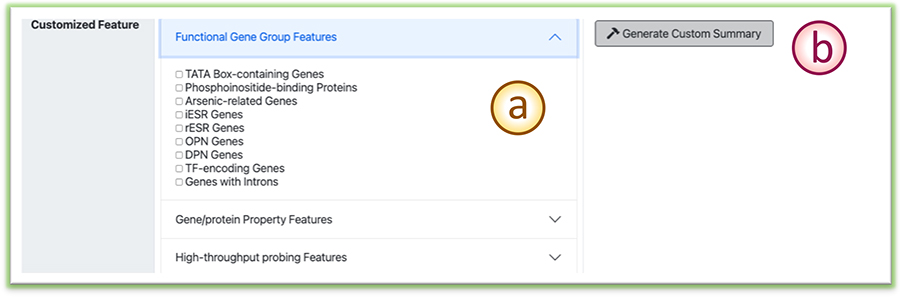 Customized Feature
Functional Gene Group Features
Generate Custom Summary
b
TATA Box-containing Genes
Phosphoinositide-binding Proteins
Arsenic-related Genes
a
iESR Genes
rESR Genes
OPN Genes
DPN Genes
TF-encoding Genes
Genes with Introns
Gene/protein Property Features
High-throughput probing Features